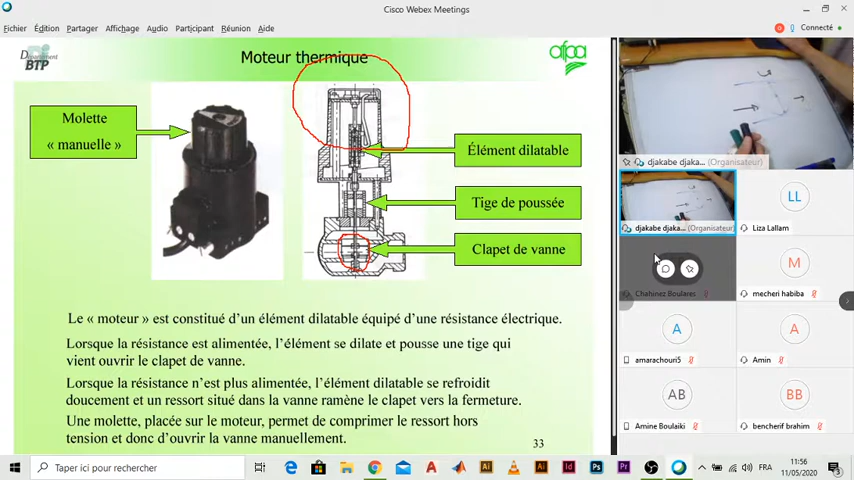 Cisco Webex Meetings
Fichier Édition Partager Affichage Audio Participant Réunion Aide
Connecté
Département
BTP
Moteur thermique
afpa
Molette
« manuelle »
Élément dilatable
Tige de poussée
Clapet de vanne
Le « moteur » est constitué d’un élément dilatable équipé d’une résistance électrique.
Lorsque la résistance est alimentée, l’élément se dilate et pousse une tige qui
vient ouvrir le clapet de vanne.
Lorsque la résistance n’est plus alimentée, l’élément dilatable se refroidit
doucement et un ressort situé dans la vanne ramène le clapet vers la fermeture.
Une molette, placée sur le moteur, permet de comprimer le ressort hors
tension et donc d’ouvrir la vanne manuellement.
33
djakabe djaka... (Organisateur)
djakabe djaka... (Organisateur)
LL
Liza Lallam
Chahinez Boulares
M
mecheri habiba
A
amarachouri5
A
Amin
AB
Amine Boulaiki
BB
bencherif brahim
Taper ici pour rechercher
FRA
11:56
11/05/2020
3